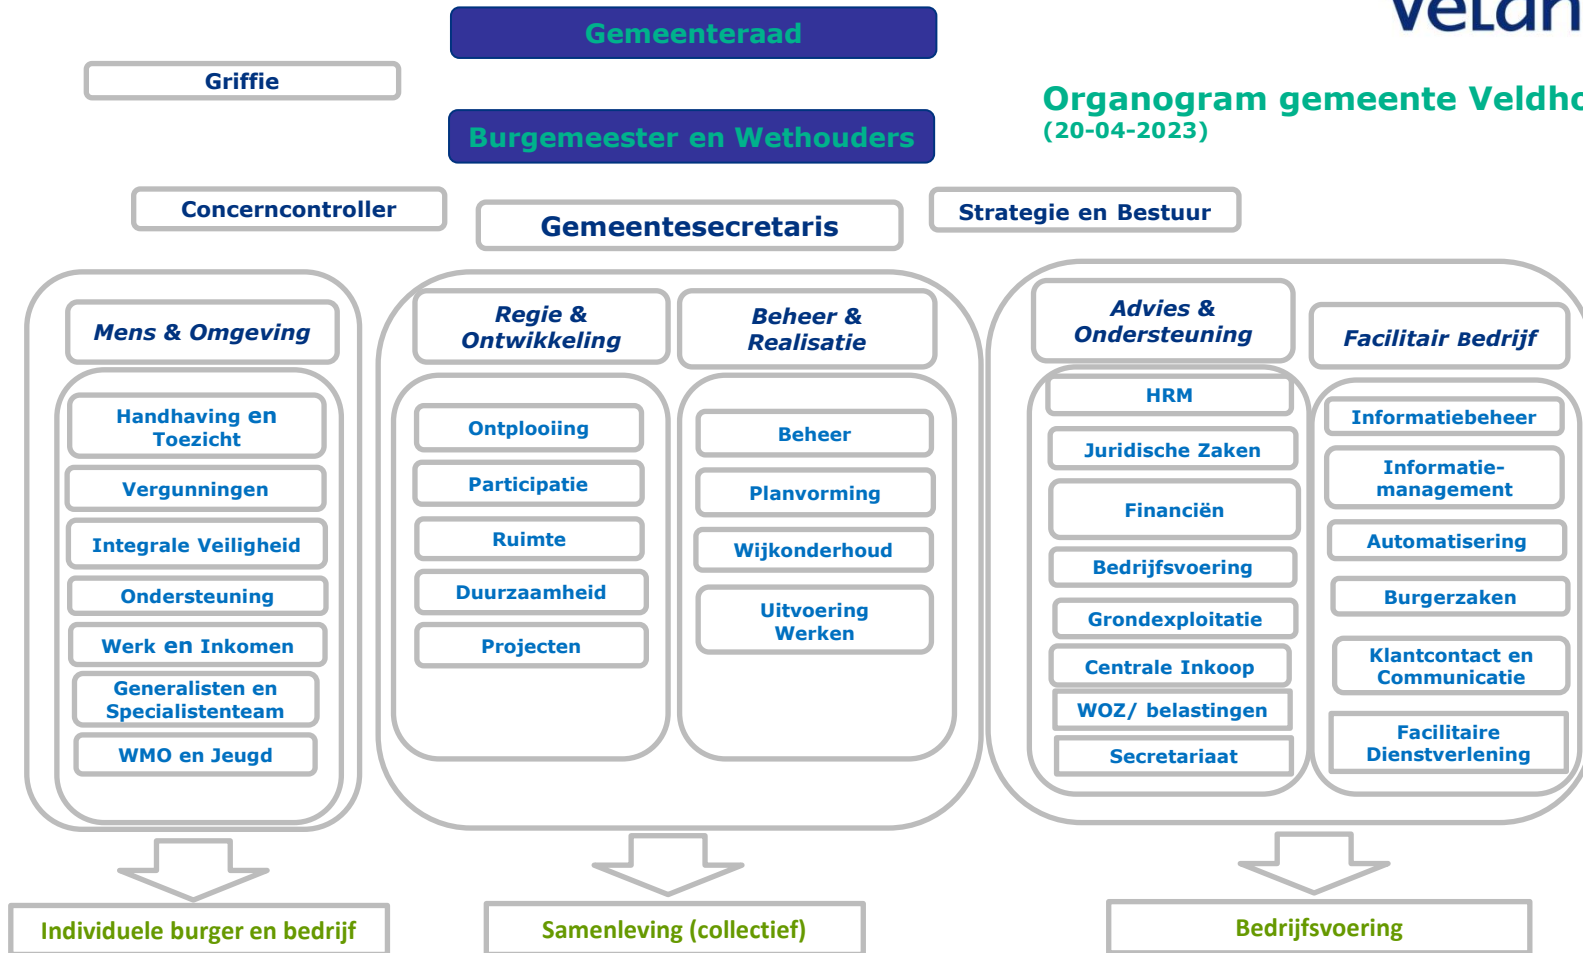 Veldh
Gemeenteraad
Griffie
Organogram gemeente Veldho
(20-04-2023)
Burgemeester en Wethouders
Concerncontroller
Gemeentesecretaris
Strategie en Bestuur
Mens & Omgeving
Handhaving en
Toezicht
Vergunningen
Integrale Veiligheid
Ondersteuning
Werk en Inkomen
Generalisten en
Specialistenteam
WMO en Jeugd
Regie &
Ontwikkeling
Ontplooiing
Participatie
Ruimte
Duurzaamheid
Projecten
Beheer &
Realisatie
Beheer
Planvorming
Wijkonderhoud
Uitvoering
Werken
Advies &
Ondersteuning
HRM
Juridische Zaken
Financiën
Bedrijfsvoering
Grondexploitatie
Centrale Inkoop
WOZ/ belastingen
Secretariaat
Facilitair Bedrijf
Informatiebeheer
Informatie-
management
Automatisering
Burgerzaken
Klantcontact en
Communicatie
Facilitaire
Dienstverlening
Individuele burger en bedrijf
Samenleving (collectief)
Bedrijfsvoering